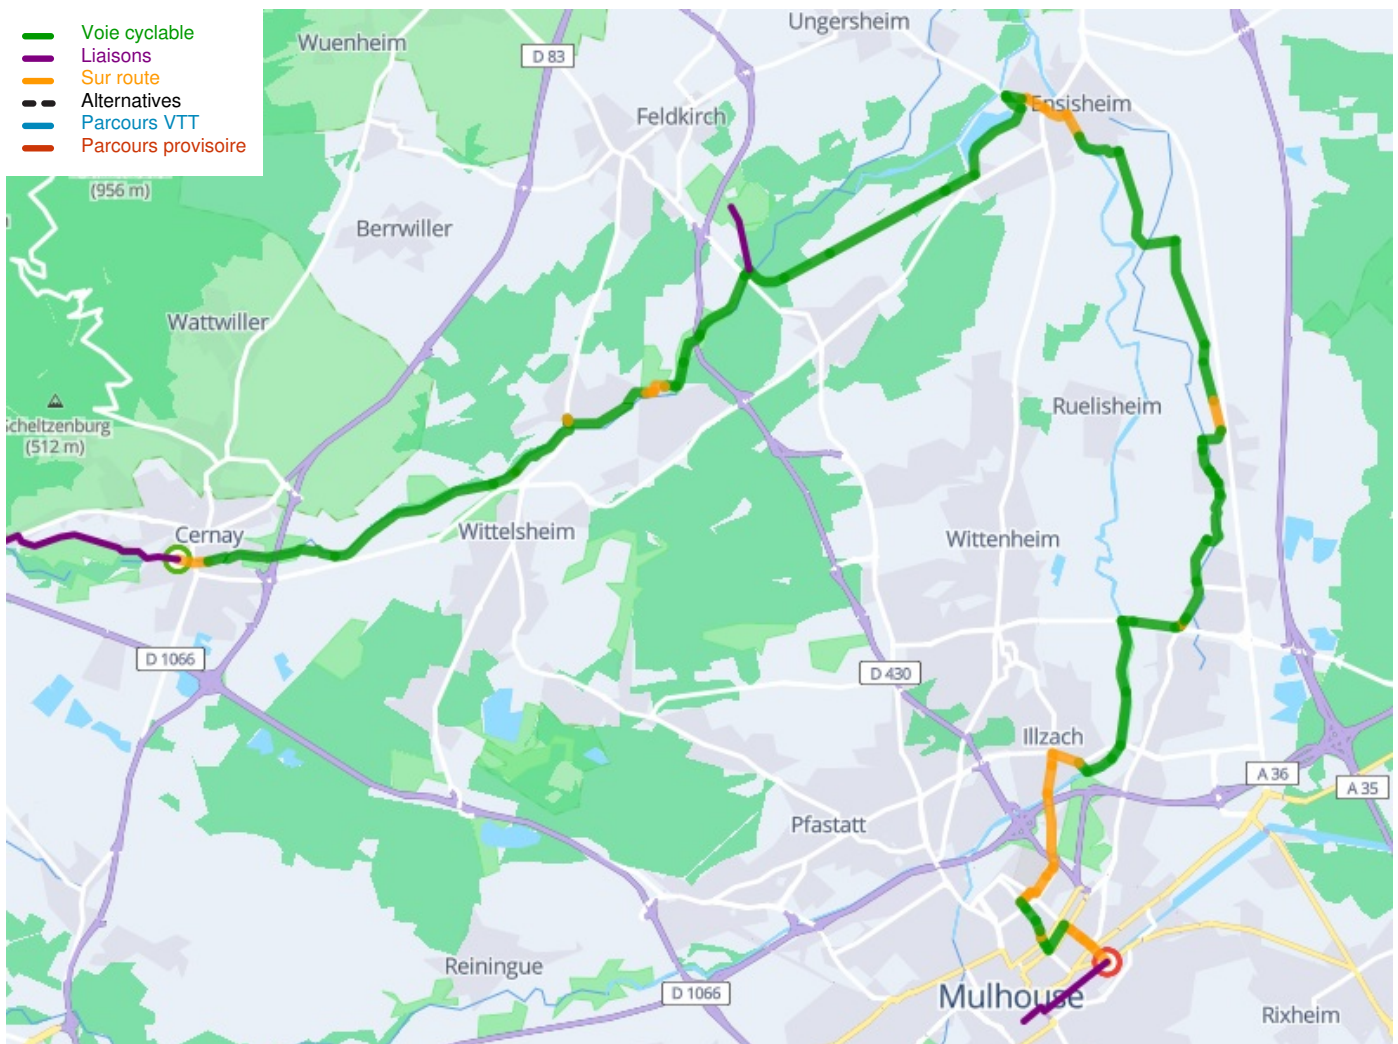 Voie cyclable
Liaisons
Sur route
Alternatives
Parcours VTT
Parcours provisoire
Wuenheim
D 83
Ungersheim
Feldkirch
Ensisheim
(956 m)
Berrwiller
Wattwiller
Scheltzenburg
(512 m)
Ruelisheim
Cernay
Wittelsheim
Wittenheim
D 1066
D 430
Illzach
A 36
A 35
Pfastatt
Reiningue
D 1066
Mulhouse
Rixheim